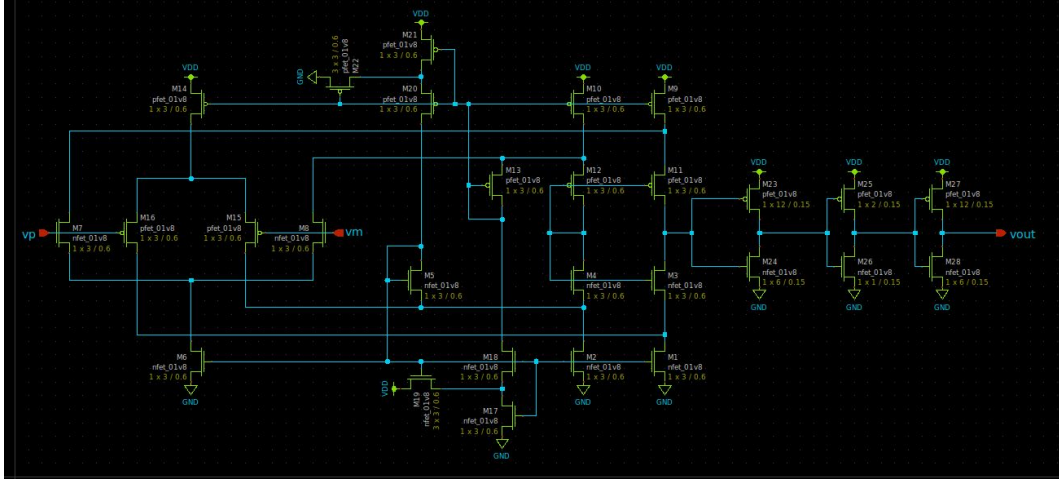 VDD
M21
pfet_01v8
1 x 3 / 0.6
3 x 3 / 0.6
pfet_01v8
M22
GND
VDD
M14
pfet_01v8
1 x 3 / 0.6
M20
pfet_01v8
1 x 3 / 0.6
VDD
M10
pfet_01v8
1 x 3 / 0.6
VDD
M9
pfet_01v8
1 x 3 / 0.6
M13
pfet_01v8
1 x 3 / 0.6
M12
pfet_01v8
1 x 3 / 0.6
M11
pfet_01v8
1 x 3 / 0.6
VDD
M23
pfet_01v8
1 x 12 / 0.15
VDD
M25
pfet_01v8
1 x 2 / 0.15
VDD
M27
pfet_01v8
1 x 12 / 0.15
vp
M7
nfet_01v8
1 x 3 / 0.6
M16
pfet_01v8
1 x 3 / 0.6
M15
pfet_01v8
1 x 3 / 0.6
M8
nfet_01v8
1 x 3 / 0.6
vm
vout
M5
nfet_01v8
1 x 3 / 0.6
M4
nfet_01v8
1 x 3 / 0.6
M3
nfet_01v8
1 x 3 / 0.6
M24
nfet_01v8
1 x 6 / 0.15
GND
M26
nfet_01v8
1 x 1 / 0.15
GND
M28
nfet_01v8
1 x 6 / 0.15
GND
M6
nfet_01v8
1 x 3 / 0.6
GND
VDD
M19
nfet_01v8
3 x 3 / 0.6
M18
nfet_01v8
1 x 3 / 0.6
M2
nfet_01v8
1 x 3 / 0.6
GND
M1
nfet_01v8
1 x 3 / 0.6
GND
M17
nfet_01v8
1 x 3 / 0.6
GND